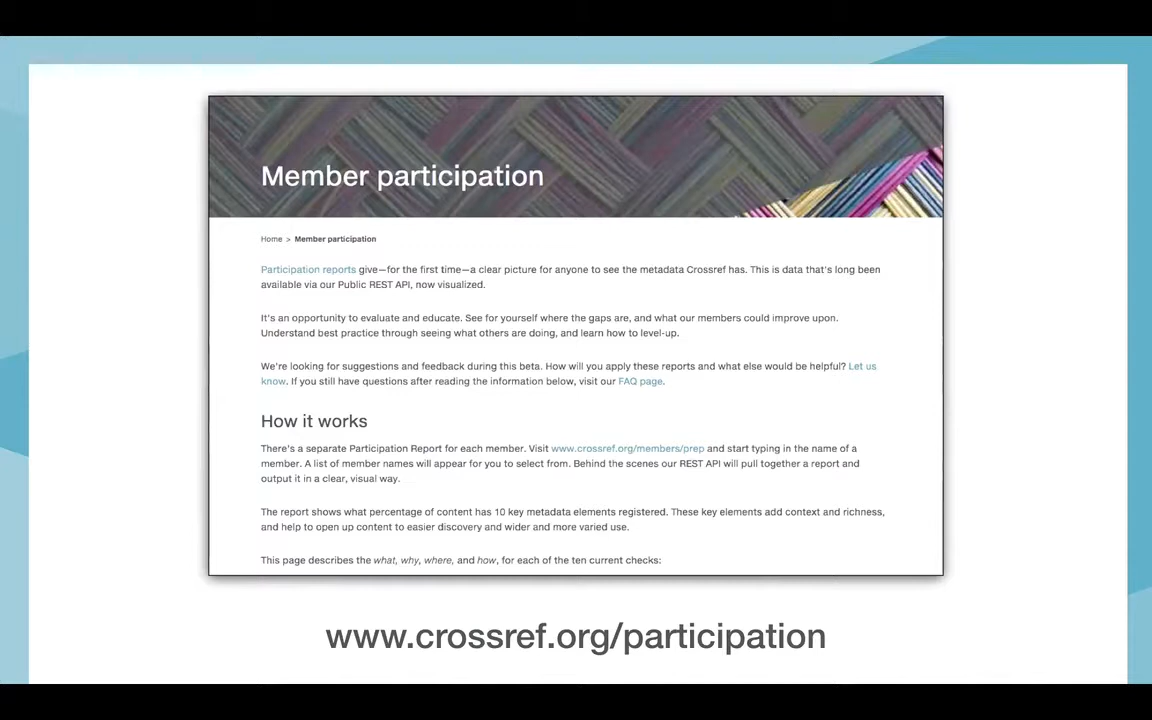 Member participation
Home > Member participation
Participation reports give—for the first time—a clear picture for anyone to see the metadata Crossref has. This is data that's long been
available via our Public REST API, now visualized.
It's an opportunity to evaluate and educate. See for yourself where the gaps are, and what our members could improve upon.
Understand best practice through seeing what others are doing, and learn how to level-up.
We're looking for suggestions and feedback during this beta. How will you apply these reports and what else would be helpful? Let us
know. If you still have questions after reading the information below, visit our FAQ page.
How it works
There's a separate Participation Report for each member. Visit www.crossref.org/members/prep and start typing in the name of a
member. A list of member names will appear for you to select from. Behind the scenes our REST API will pull together a report and
output it in a clear, visual way.
The report shows what percentage of content has 10 key metadata elements registered. These key elements add context and richness,
and help to open up content to easier discovery and wider and more varied use.
This page describes the what, why, where, and how, for each of the ten current checks:
www.crossref.org/participation